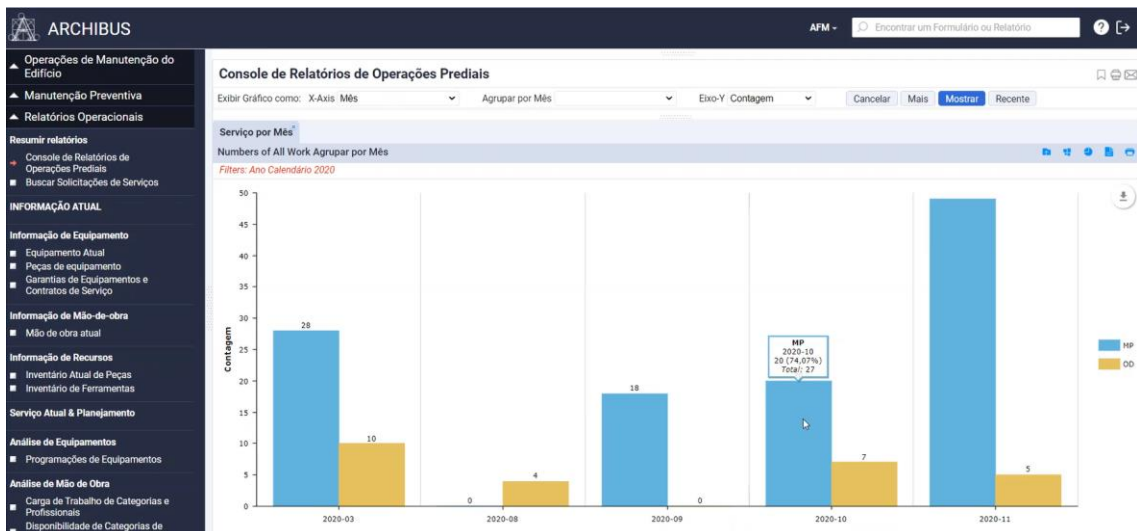 ARCHIBUS
AFM
Encontrar um Formulário ou Relatório
Operações de Manutenção do
Edifício
Manutenção Preventiva
Relatórios Operacionais
Resumir relatórios
Console de Relatórios de
Operações Prediais
Buscar Solicitações de Serviços
INFORMAÇÃO ATUAL
Informação de Equipamento
Equipamento Atual
Peças de equipamento
Garantias de Equipamentos e
Contratos de Serviço
Informação de Mão-de-obra
Mão de obra atual
Informação de Recursos
Inventário Atual de Peças
Inventário de Ferramentas
Serviço Atual & Planejamento
Análise de Equipamentos
Programações de Equipamentos
Análise de Mão de Obra
Carga de Trabalho de Categorias e
Profissionais
Disponibilidade de Categorias de
Console de Relatórios de Operações Prediais
Exibir Gráfico como: X-Axis Mês Agrupar por Mês Eixo-Y Contagem Cancelar Mais Mostrar Recente
Serviço por Mês*
Numbers of All Work Agrupar por Mês
Filters: Ano Calendário 2020
Contagem
50
45
40
35
30
25
20
15
10
5
0
28
10
0
4
18
0
MP
2020-10
20 (74,07%)
Total: 27
7
5
2020-03
2020-08
2020-09
2020-10
2020-11
MP
OD